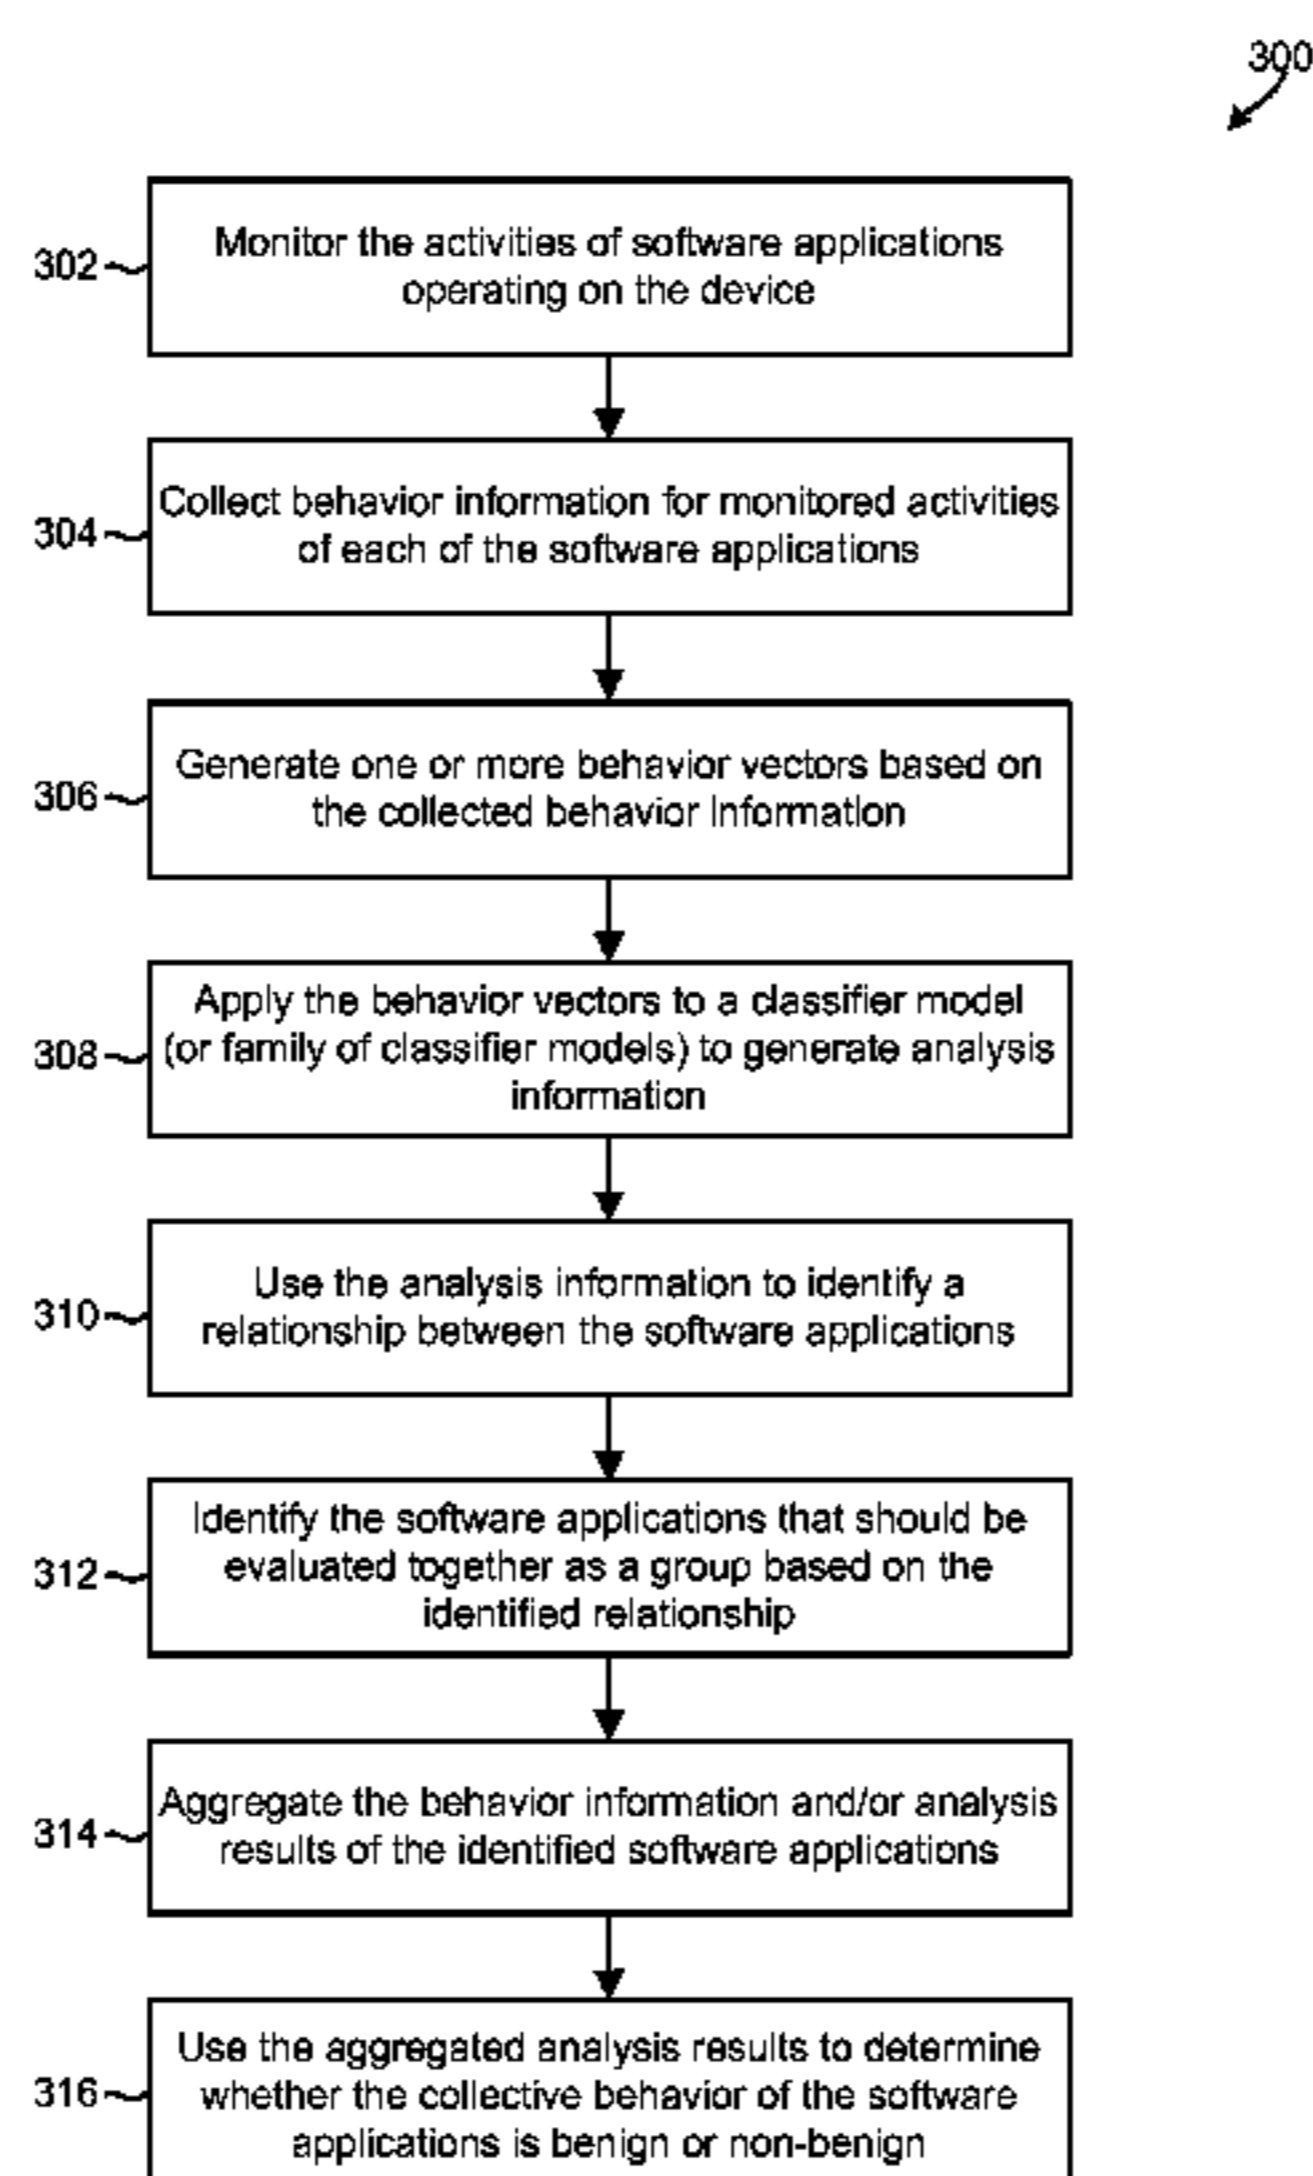 300
302
Monitor the activities of software applications
operating on the device
304
Collect behavior information for monitored activities
of each of the software applications
306
Generate one or more behavior vectors based on
the collected behavior Information
308
Apply the behavior vectors to a classifier model
(or family of classifier models) to generate analysis
information
310
Use the analysis information to identify a
relationship between the software applications
312
Identify the software applications that should be
evaluated together as a group based on the
identified relationship
314
Aggregate the behavior information and/or analysis
results of the identified software applications
316
Use the aggregated analysis results to determine
whether the collective behavior of the software
applications is benign or non-benign